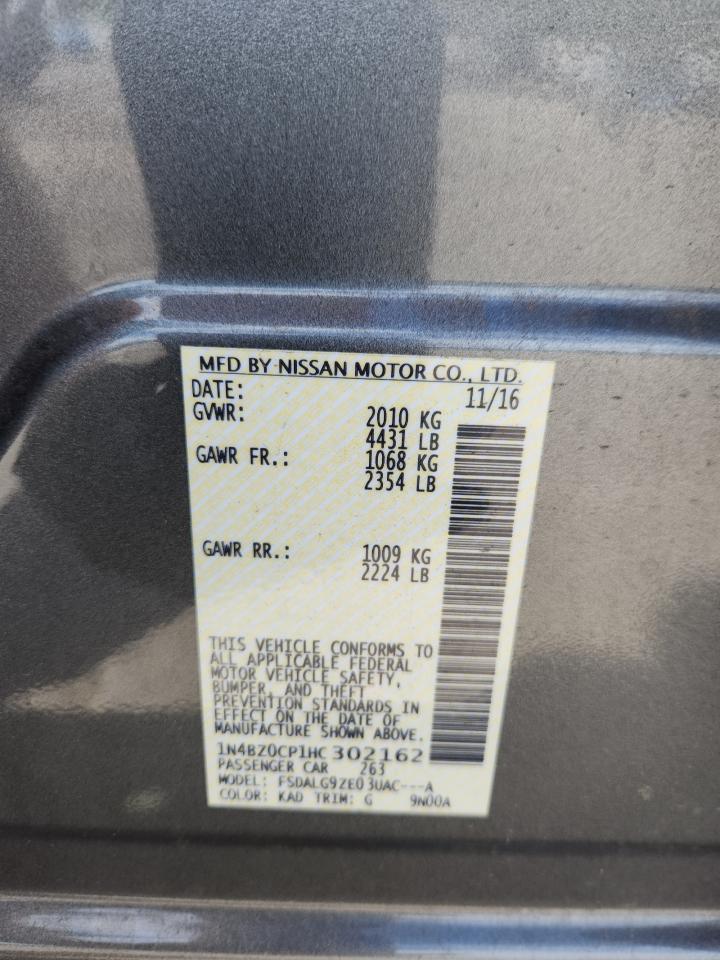 MFD BY NISSAN MOTOR CO., LTD.
DATE: 11/16
GVWR: 2010 KG
4431 LB
GAWR FR.: 1068 KG
2354 LB
GAWR RR.: 1009 KG
2224 LB
THIS VEHICLE CONFORMS TO
ALL APPLICABLE FEDERAL
MOTOR VEHICLE SAFETY,
BUMPER, AND THEFT
PREVENTION STANDARDS IN
EFFECT ON THE DATE OF
MANUFACTURE SHOWN ABOVE.
1N4BZ0CP1HC 302162
PASSENGER CAR 263
MODEL: FSDALG9ZE03UAC---A
COLOR: KAD TRIM: G 9N00A